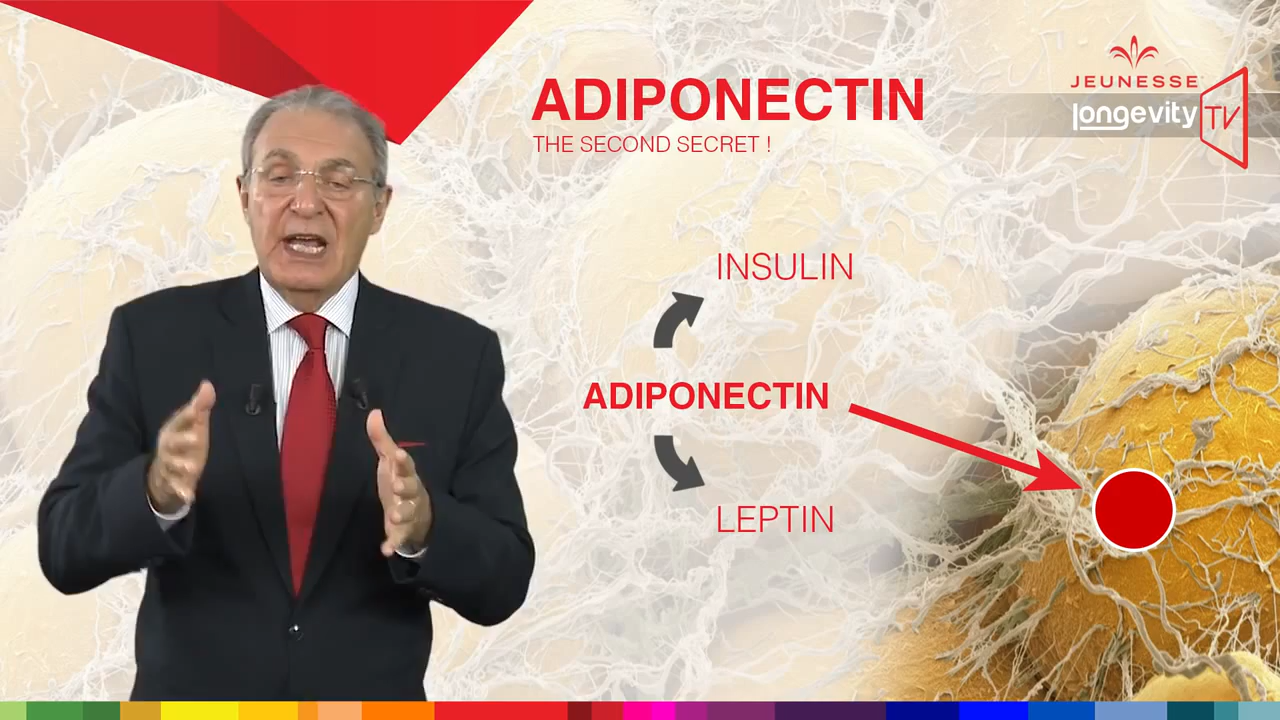 ADIPONECTIN
THE SECOND SECRET !
JEUNESSE
longevity TV
INSULIN
ADIPONECTIN
LEPTIN